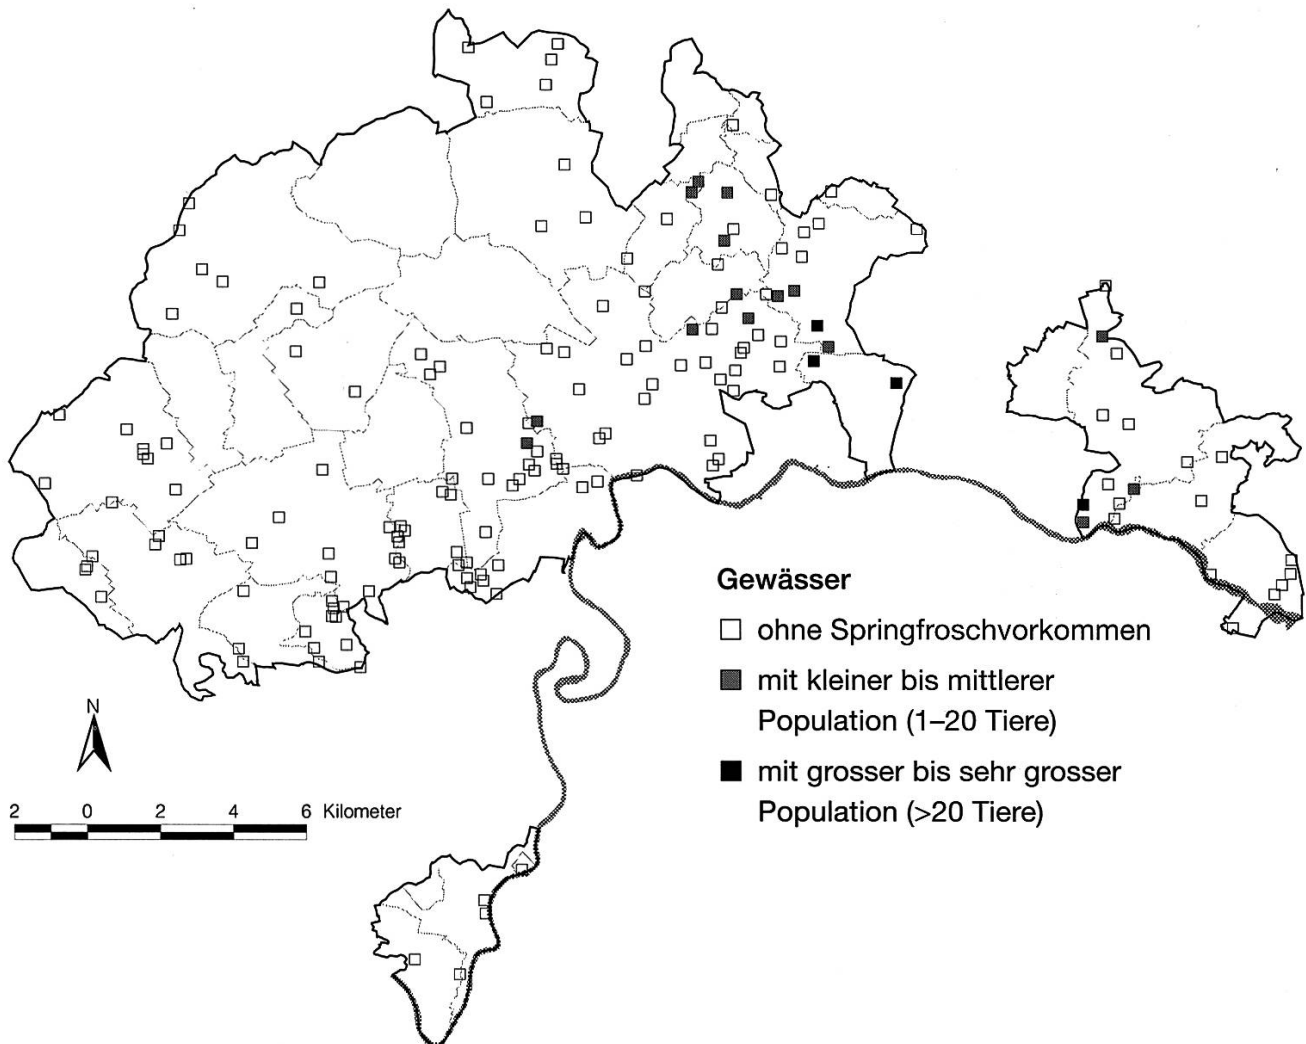 Gewässer
ohne Springfroschvorkommen
mit kleiner bis mittlerer
Population (1–20 Tiere)
mit grosser bis sehr grosser
Population (>20 Tiere)
N
2 0 2 4 6 Kilometer